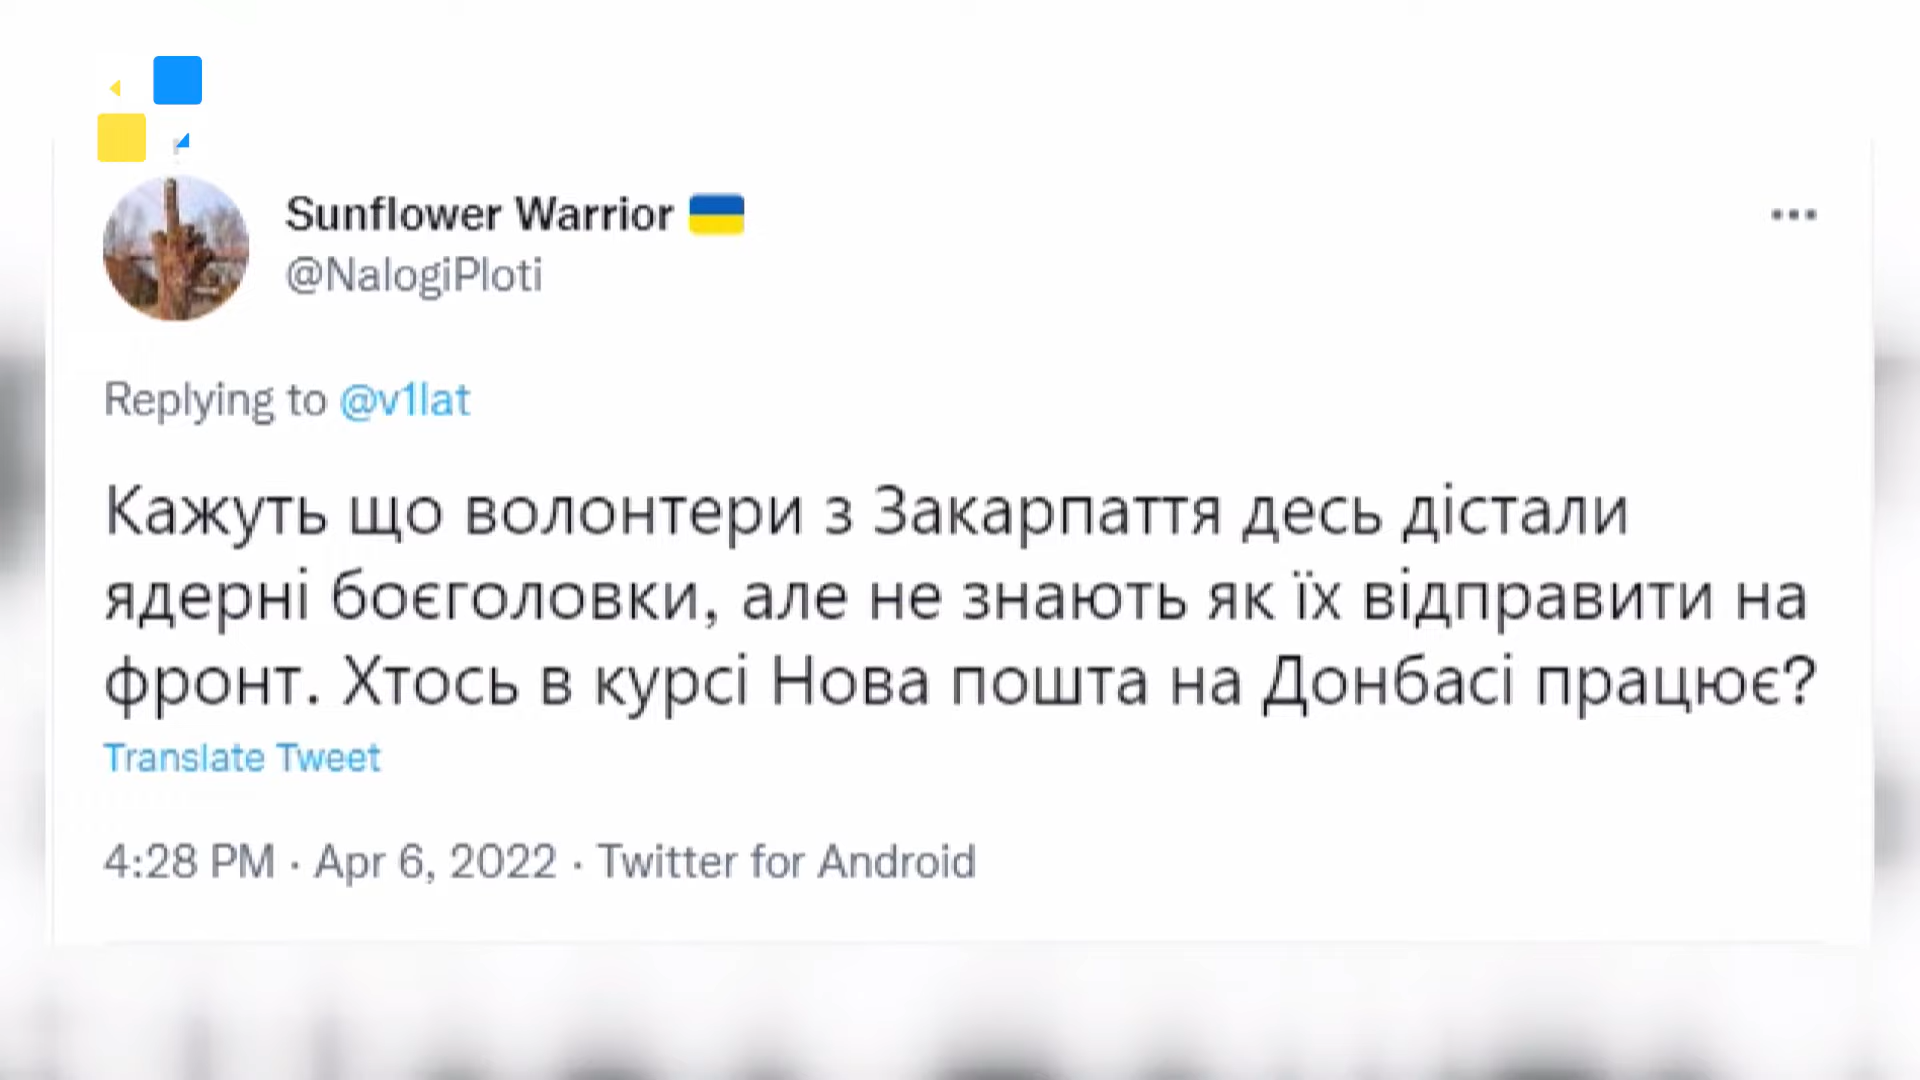 Sunflower Warrior
@NalogiPloti
Replying to @v1lat
Кажуть що волонтери з Закарпаття десь дістали
ядерні боєголовки, але не знають як їх відправити на
фронт. Хтось в курсі Нова пошта на Донбасі працює?
Translate Tweet
4:28 PM · Apr 6, 2022 · Twitter for Android